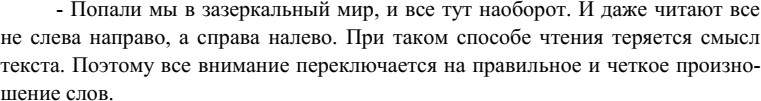 - Попали мы в зазеркальный мир, и все тут наоборот. И даже читают все
не слева направо, а справа налево. При таком способе чтения теряется смысл
текста. Поэтому все внимание переключается на правильное и четкое произно-
шение слов.